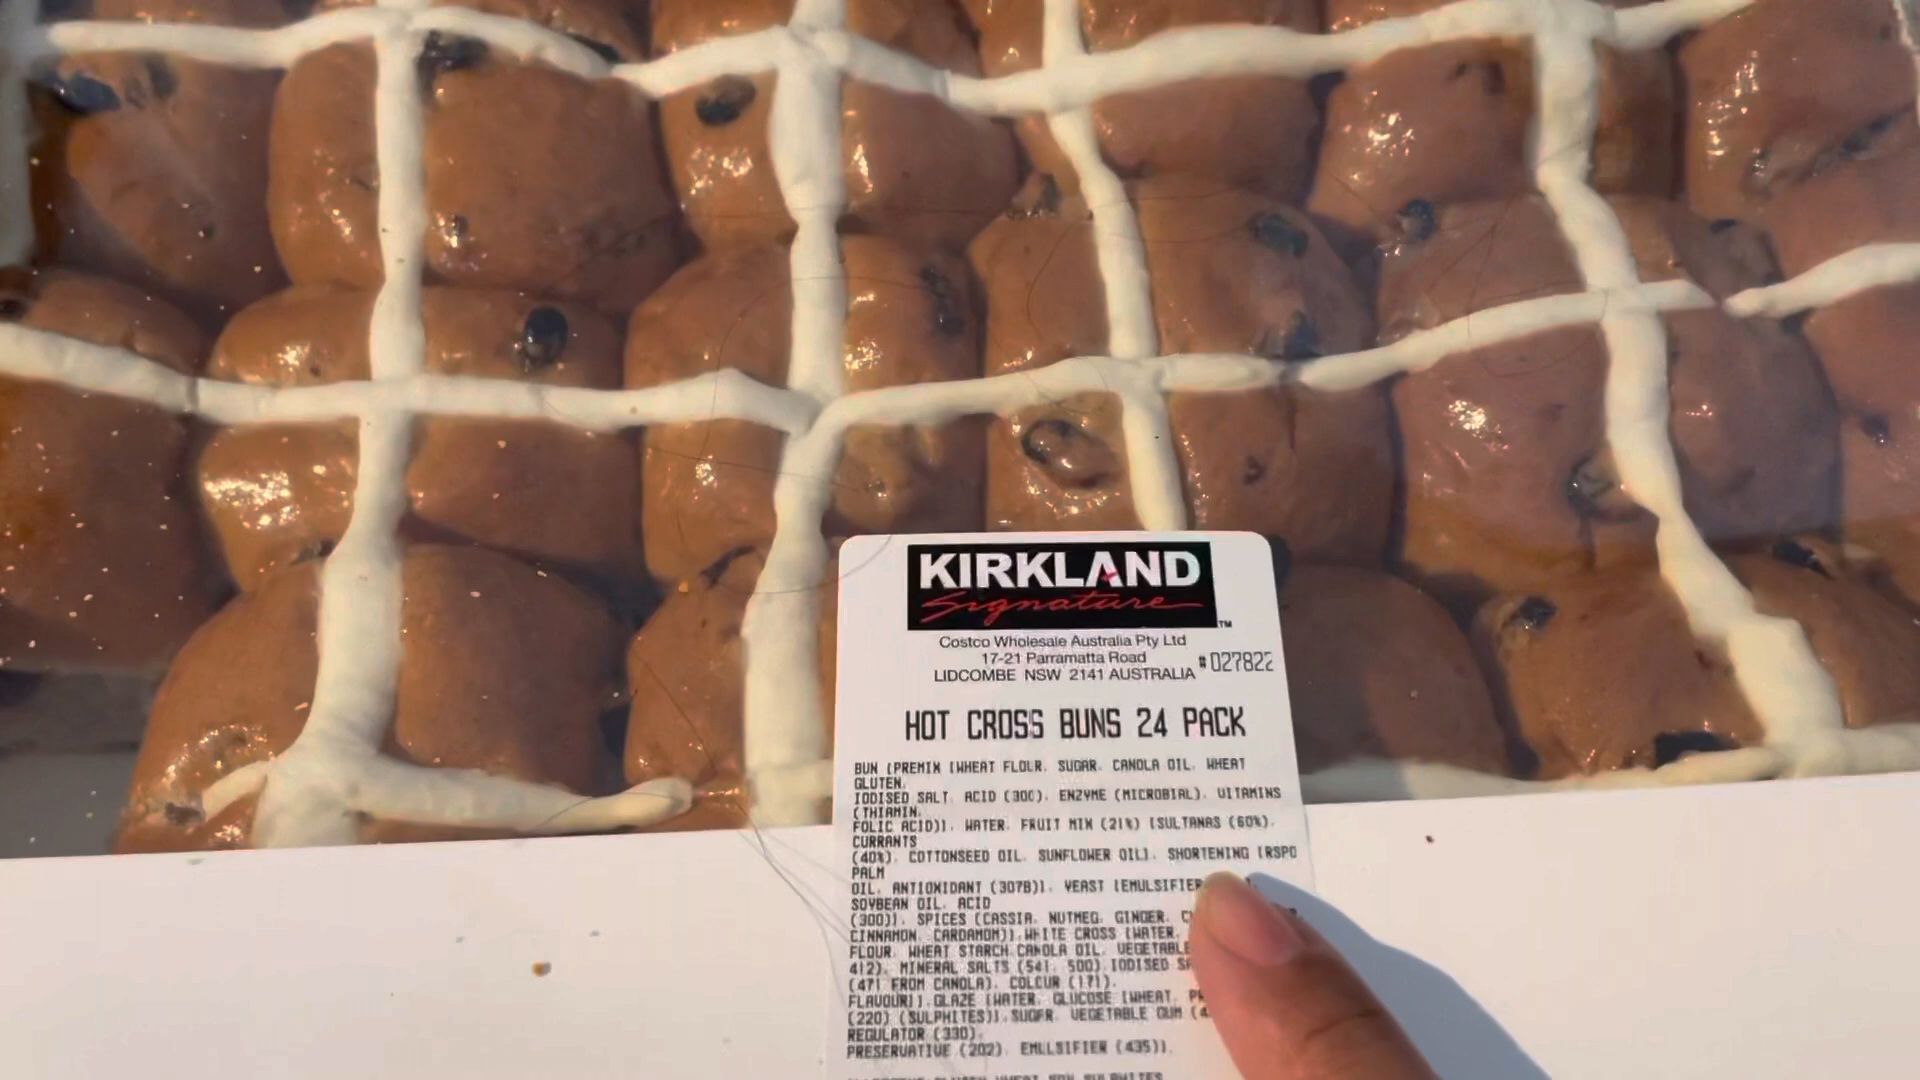 KIRKLAND
Signature™
Costco Wholesale Australia Pty Ltd
17-21 Parramatta Road
LIDCOMBE NSW 2141 AUSTRALIA #027822
HOT CROSS BUNS 24 PACK
BUN [PREMIX [WHEAT FLOUR, SUGAR, CANOLA OIL, WHEAT
GLUTEN,
IODISED SALT, ACID (300), ENZYME (MICROBIAL), VITAMINS
(THIAMIN,
FOLIC ACID)], WATER, FRUIT MIX (21%) [SULTANAS (60%),
CURRANTS
(40%), COTTONSEED OIL, SUNFLOWER OIL], SHORTENING [RSPO
PALM
OIL, ANTIOXIDANT (307B)], YEAST [EMULSIFIER
SOYBEAN OIL, ACID
(300)], SPICES (CASSIA, NUTMEG, GINGER,
CINNAMON, CARDAMOM)], WHITE CROSS [WATER,
FLOUR, WHEAT STARCH, CANOLA OIL, VEGETABLE
412), MINERAL SALTS (541, 500), IODISED
(471 FROM CANOLA), COLOUR (171),
FLAVOUR], GLAZE [WATER, GLUCOSE [WHEAT,
(220) (SULPHITES)], SUGAR, VEGETABLE GUM
REGULATOR (330),
PRESERVATIVE (202), EMULSIFIER (435)].